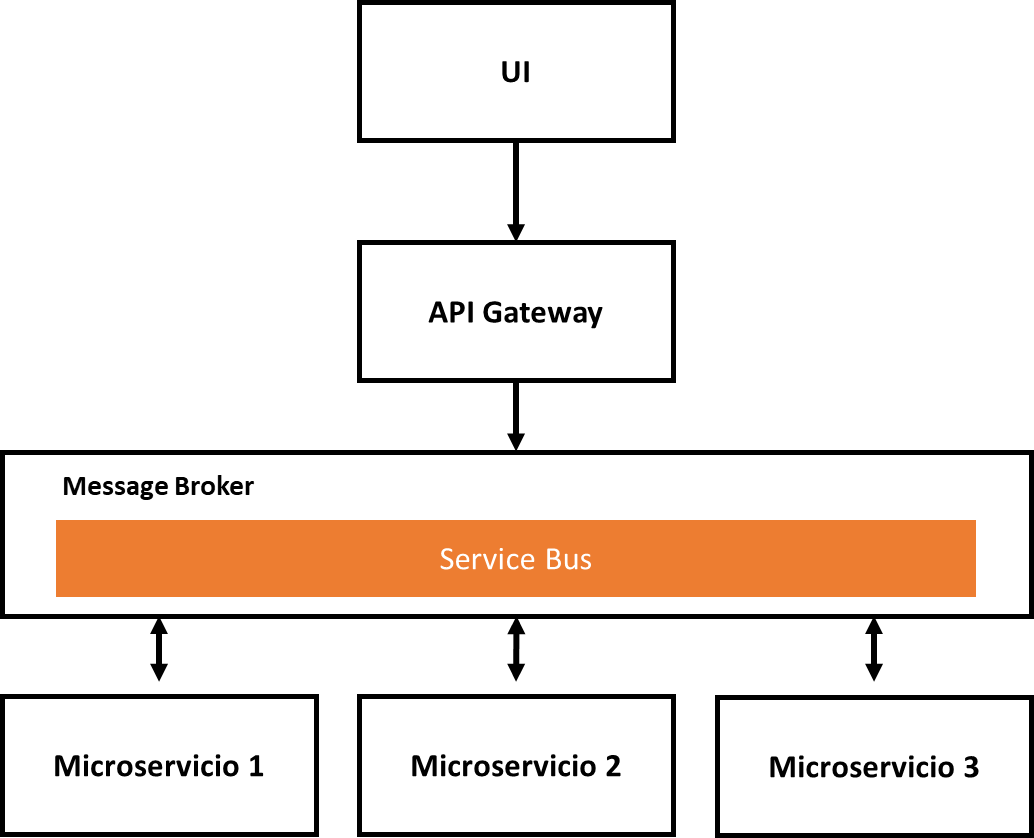 UI
API Gateway
Message Broker
Service Bus
Microservicio 1
Microservicio 2
Microservicio 3